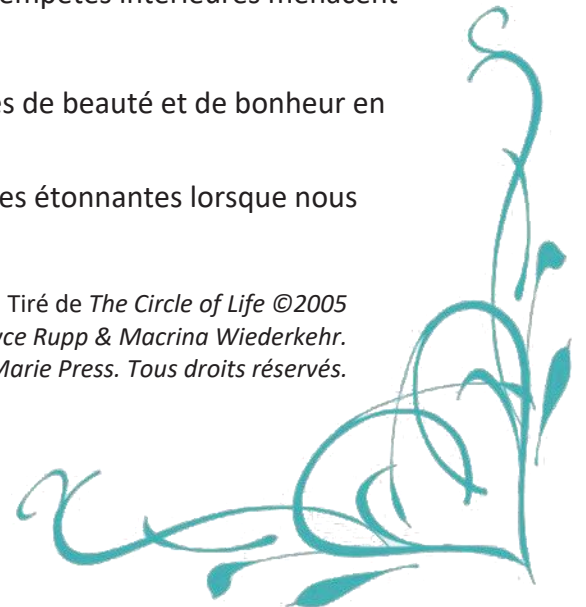 empêtes intérieures menacent
es de beauté et de bonheur en
es étonnantes lorsque nous
Tiré de The Circle of Life ©2005
yce Rupp & Macrina Wiederkehr.
Marie Press. Tous droits réservés.